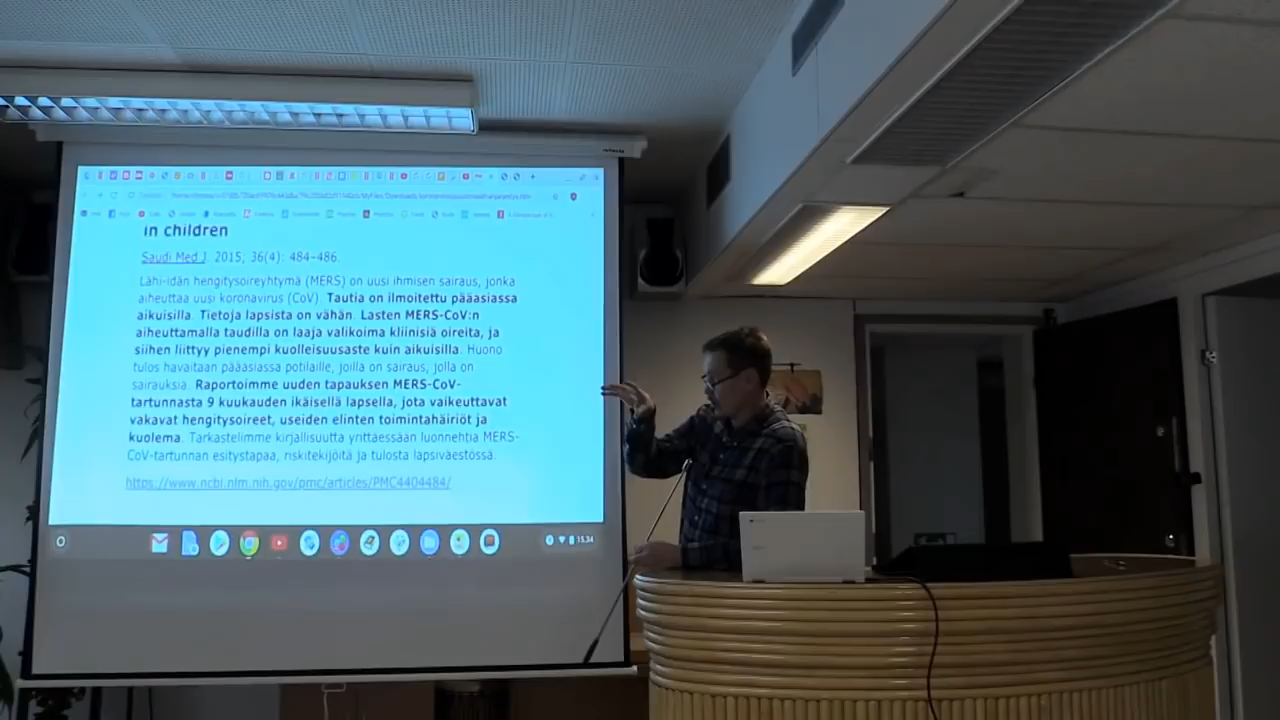 in children
Saudi Med J. 2015; 36(4): 484-486.
Lähi-idän hengitysoireyhtymä (MERS) on uusi ihmisen sairaus, jonka
aiheuttaa uusi koronavirus (CoV). Tautia on ilmoitettu pääasiassa
aikuisilla. Tietoja lapsista on vähän. Lasten MERS-CoV:n
aiheuttamalla taudilla on laaja valikoima kliinisiä oireita, ja
siihen liittyy pienempi kuolleisuusaste kuin aikuisilla. Huono
tulos havaitaan pääasiassa potilaille, joilla on sairaus, jolla on
sairauksia. Raportoimme uuden tapauksen MERS-CoV-
tartunnasta 9 kuukauden ikäisellä lapsella, jota vaikeuttavat
vakavat hengitysoireet, useiden elinten toimintahäiriöt ja
kuolema. Tarkastelimme kirjallisuutta yrittäessään luonnehtia MERS-
CoV-tartunnan esitystapaa, riskitekijöitä ja tulosta lapsiväestössä.
https://www.ncbi.nlm.nih.gov/pmc/articles/PMC4404484/
15.34